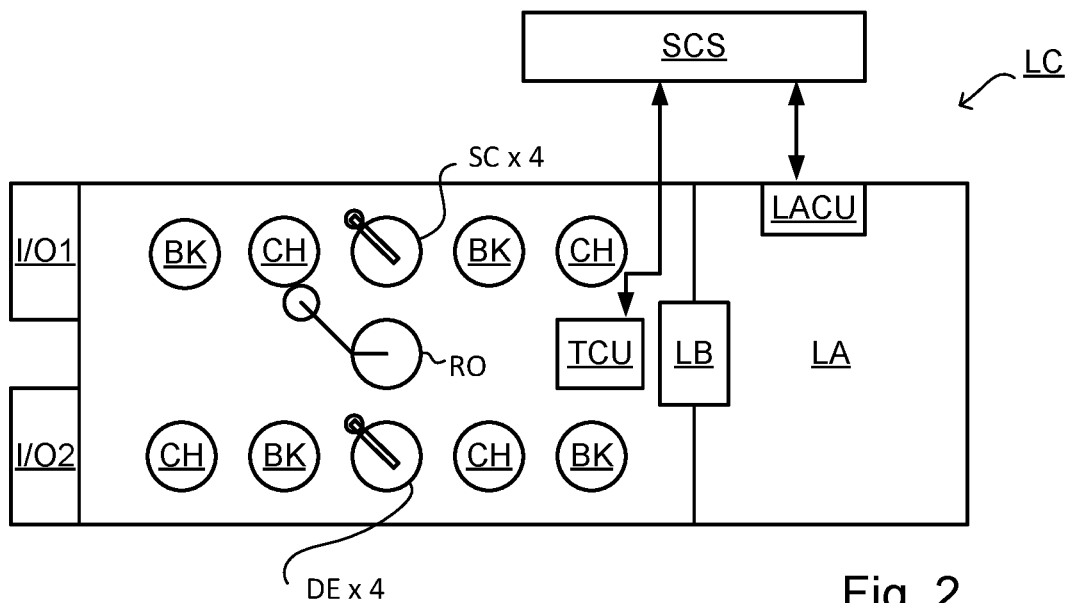 SCS
LC
SC x 4
LACU
I/O1
BK
CH
BK
CH
RO
TCU
LB
LA
I/O2
CH
BK
CH
BK
DE x 4
Fig. 2